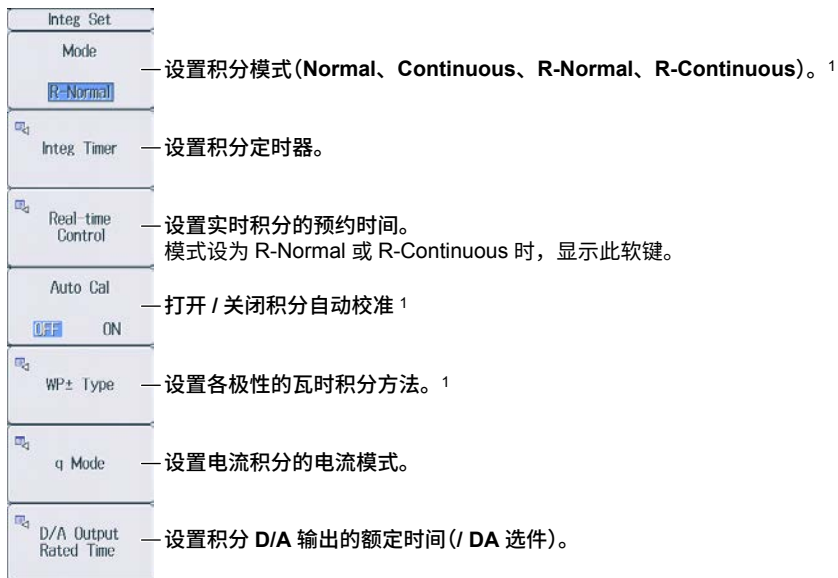 Integ Set
Mode
R-Normal
设置积分模式(Normal、Continuous、R-Normal、R-Continuous)。1
Integ Timer
设置积分定时器。
Real-time
Control
设置实时积分的预约时间。
模式设为 R-Normal 或 R-Continuous 时，显示此软键。
Auto Cal
OFF ON
打开 / 关闭积分自动校准 1
WP± Type
设置各极性的瓦时积分方法。1
q Mode
设置电流积分的电流模式。
D/A Output
Rated Time
设置积分 D/A 输出的额定时间(/ DA 选件)。